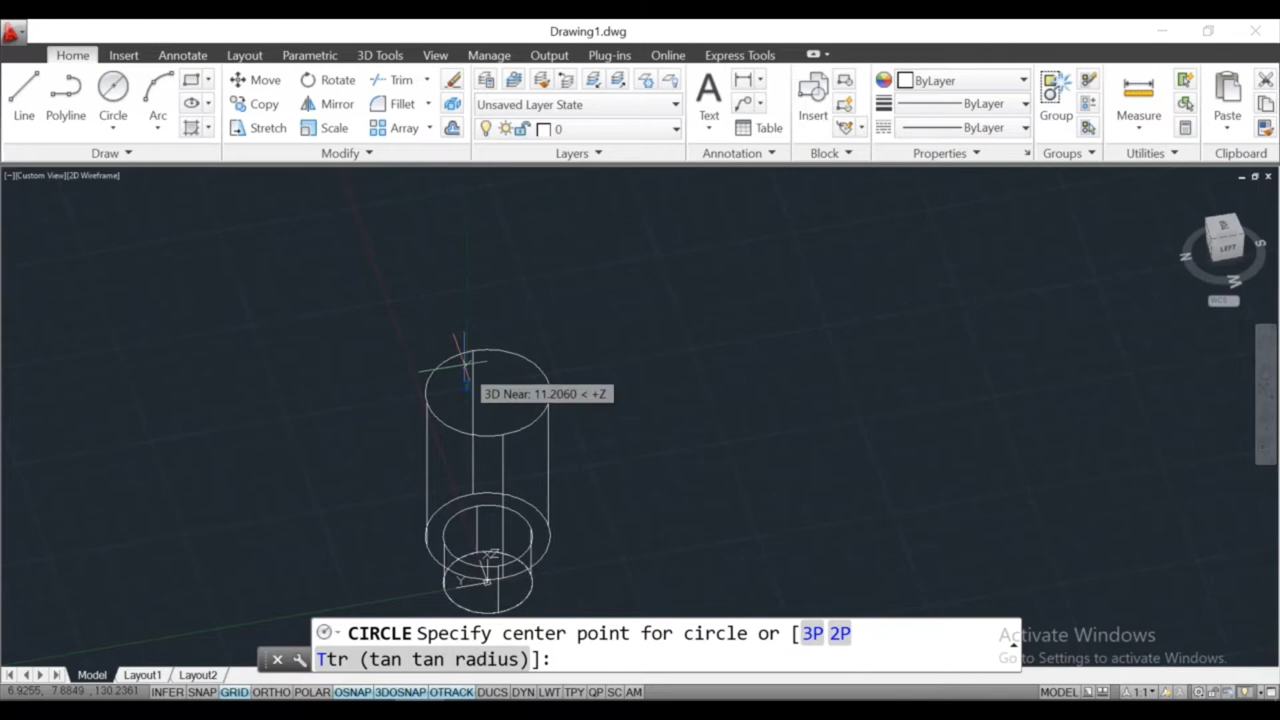 Drawing1.dwg
Home Insert Annotate Layout Parametric 3D Tools View Manage Output Plug-ins Online Express Tools
Line Polyline Circle Arc
Move Rotate Trim
Copy Mirror Fillet
Stretch Scale Array
Unsaved Layer State
0
Text Table
Insert
ByLayer
ByLayer
ByLayer
Group
Measure
Paste
Draw Modify Layers Annotation Block Properties Groups Utilities Clipboard
[−][Custom View][2D Wireframe]
LEFT
N S W
WCS
3D Near: 11.2060 < +Z
XZ
Y
CIRCLE Specify center point for circle or [3P 2P
Ttr (tan tan radius)]:
Activate Windows
Go to Settings to activate Windows.
Model Layout1 Layout2
6.9255, 7.8849, 130.2361 INFER SNAP GRID ORTHO POLAR OSNAP 3DOSNAP OTRACK DUCS DYN LWT TPY QP SC AM MODEL 1:1